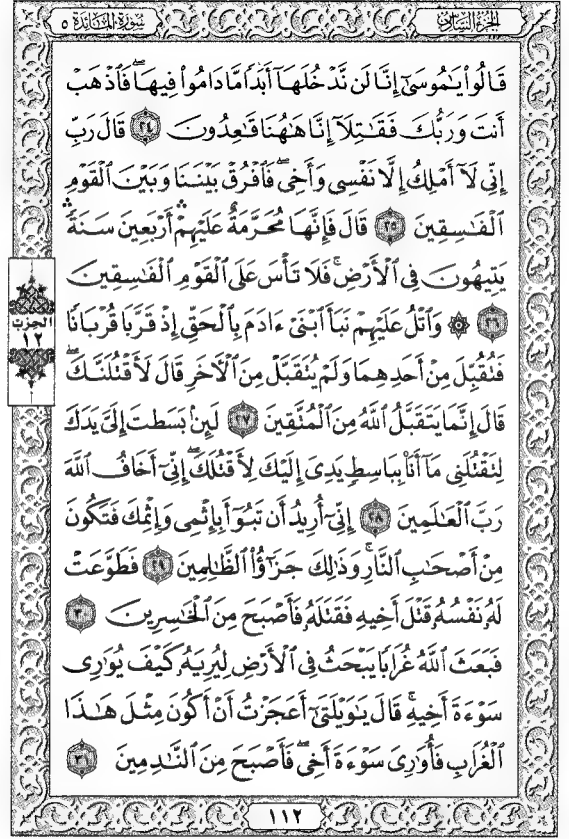 الجزء السادس
سورة المائدة ٥
قَالُوا۟ يَٰمُوسَىٰٓ إِنَّا لَن نَّدْخُلَهَآ أَبَدًا مَّا دَامُوا۟ فِيهَا ۖ فَٱذْهَبْ
أَنتَ وَرَبُّكَ فَقَٰتِلَآ إِنَّا هَٰهُنَا قَٰعِدُونَ ٢٤ قَالَ رَبِّ
إِنِّى لَآ أَمْلِكُ إِلَّا نَفْسِى وَأَخِى ۖ فَٱفْرُقْ بَيْنَنَا وَبَيْنَ ٱلْقَوْمِ
ٱلْفَٰسِقِينَ ٢٥ قَالَ فَإِنَّهَا مُحَرَّمَةٌ ۛ عَلَيْهِمْ ۛ أَرْبَعِينَ سَنَةً ۛ
يَتِيهُونَ فِى ٱلْأَرْضِ ۚ فَلَا تَأْسَ عَلَى ٱلْقَوْمِ ٱلْفَٰسِقِينَ
٢٦ ۞ وَٱتْلُ عَلَيْهِمْ نَبَأَ ٱبْنَىْ ءَادَمَ بِٱلْحَقِّ إِذْ قَرَّبَا قُرْبَانًا
فَتُقُبِّلَ مِنْ أَحَدِهِمَا وَلَمْ يُتَقَبَّلْ مِنَ ٱلْءَاخَرِ قَالَ لَأَقْتُلَنَّكَ ۖ
قَالَ إِنَّمَا يَتَقَبَّلُ ٱللَّهُ مِنَ ٱلْمُتَّقِينَ ٢٧ لَئِنۢ بَسَطتَ إِلَىَّ يَدَكَ
لِتَقْتُلَنِى مَآ أَنَا۠ بِبَاسِطٍ يَدِىَ إِلَيْكَ لِأَقْتُلَكَ ۖ إِنِّىٓ أَخَافُ ٱللَّهَ
رَبَّ ٱلْعَٰلَمِينَ ٢٨ إِنِّىٓ أُرِيدُ أَن تَبُوٓأَ بِإِثْمِى وَإِثْمِكَ فَتَكُونَ
مِنْ أَصْحَٰبِ ٱلنَّارِ ۚ وَذَٰلِكَ جَزَٰٓؤُا۟ ٱلظَّٰلِمِينَ ٢٩ فَطَوَّعَتْ
لَهُۥ نَفْسُهُۥ قَتْلَ أَخِيهِ فَقَتَلَهُۥ فَأَصْبَحَ مِنَ ٱلْخَٰسِرِينَ ٣٠
فَبَعَثَ ٱللَّهُ غُرَابًا يَبْحَثُ فِى ٱلْأَرْضِ لِيُرِيَهُۥ كَيْفَ يُوَٰرِى
سَوْءَةَ أَخِيهِ ۚ قَالَ يَٰوَيْلَتَىٰٓ أَعَجَزْتُ أَنْ أَكُونَ مِثْلَ هَٰذَا
ٱلْغُرَابِ فَأُوَٰرِىَ سَوْءَةَ أَخِى ۖ فَأَصْبَحَ مِنَ ٱلنَّٰدِمِينَ ٣١
الحزب
١٢
١١٢